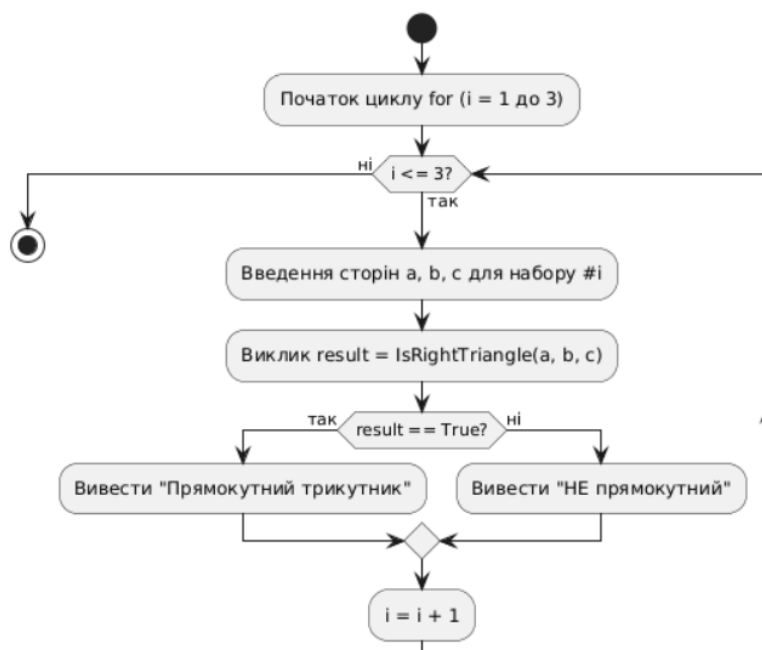 Початок циклу for (i = 1 до 3)
ні
i <= 3?
так
Введення сторін a, b, c для набору #i
Виклик result = IsRightTriangle(a, b, c)
так
result == True?
ні
Вивести "Прямокутний трикутник"
Вивести "НЕ прямокутний"
i = i + 1